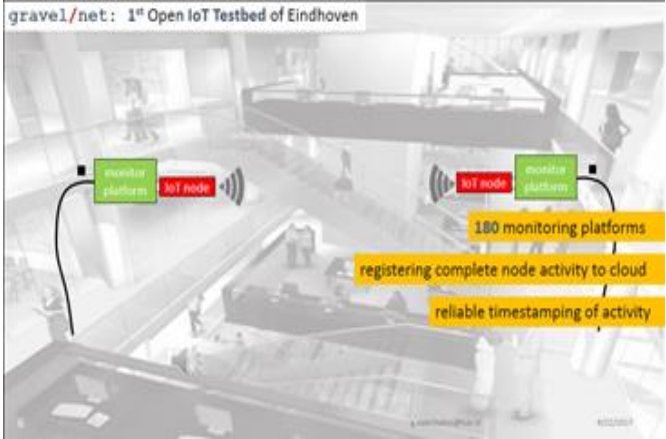 gravel/net: 1st Open IoT Testbed of Eindhoven
monitor
platform
IoT node
IoT node
monitor
platform
180 monitoring platforms
registering complete node activity to cloud
reliable timestamping of activity